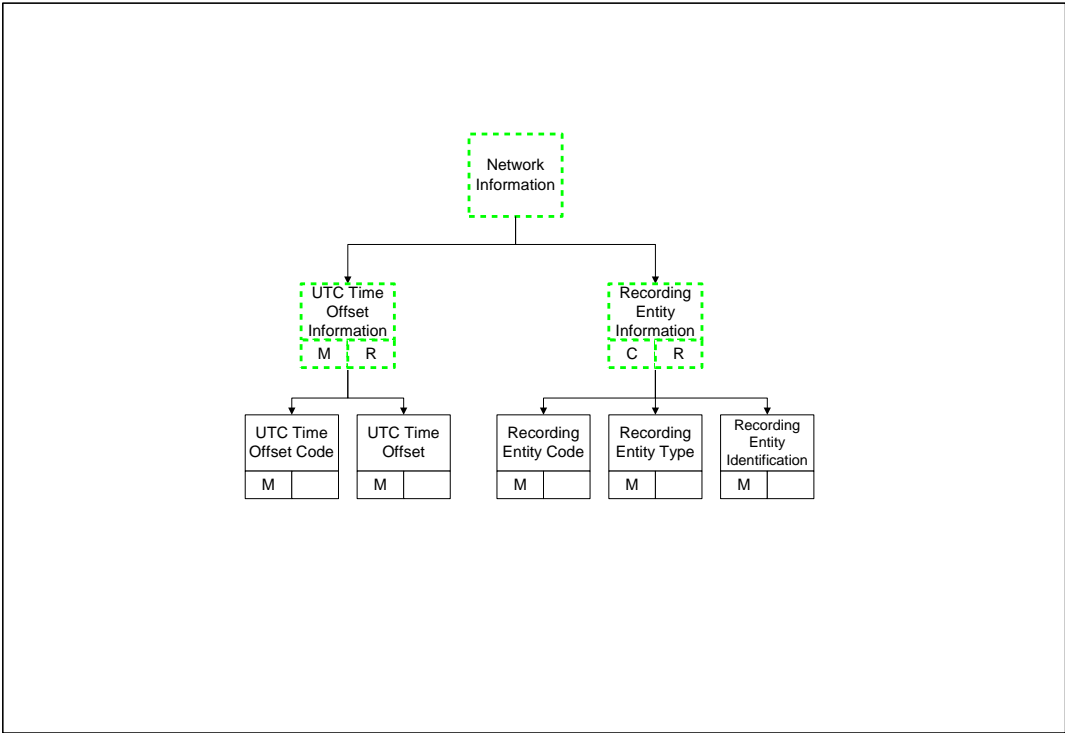 Network
Information
UTC Time
Offset
Information
M R
Recording
Entity
Information
C R
UTC Time
Offset Code
M
UTC Time
Offset
M
Recording
Entity Code
M
Recording
Entity Type
M
Recording
Entity
Identification
M